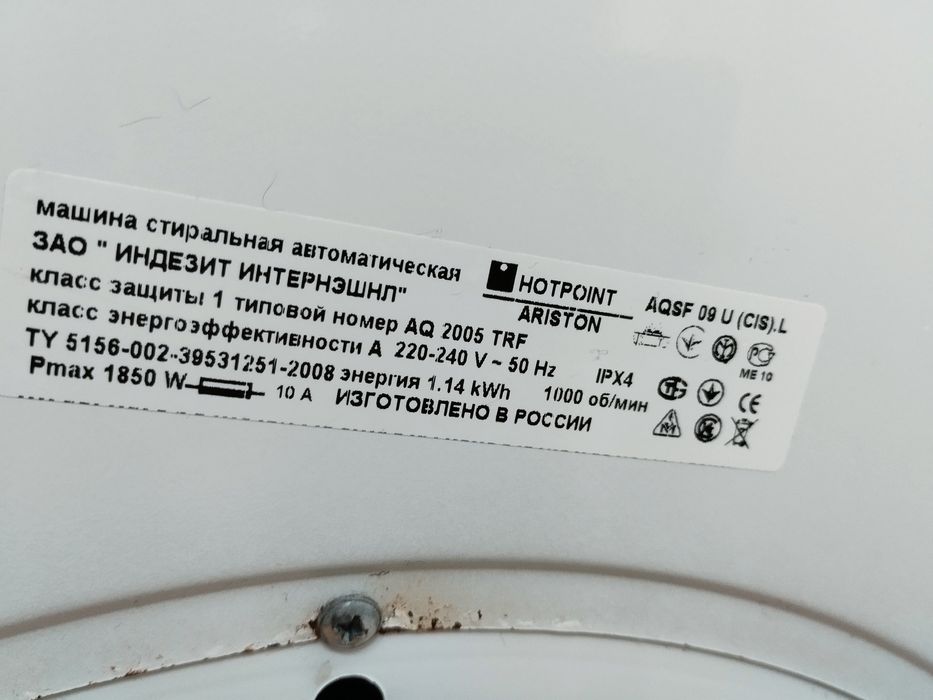 машина стиральная автоматическая
ЗАО " ИНДЕЗИТ ИНТЕРНЭШНЛ"
класс защиты 1 типовой номер AQ 2005 TRF
класс энергоэффективности A 220-240 V ~ 50 Hz
ТУ 5156-002-39531251-2008 энергия 1.14 kWh
Pmax 1850 W 10 A ИЗГОТОВЛЕНО В РОССИИ
HOTPOINT
ARISTON
AQSF 09 U (CIS).L
IPX4
1000 об/мин
ME 10
CE